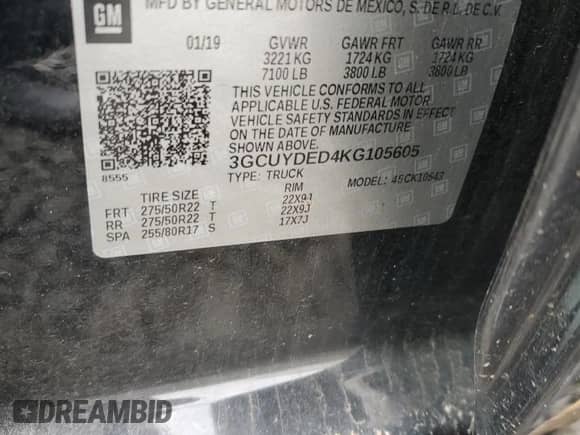 GM
MFD BY GENERAL MOTORS DE MEXICO, S. DE R.L. DE C.V.
01/19 GVWR GAWR FRT GAWR RR
3221 KG 1724 KG 1724 KG
7100 LB 3800 LB 3800 LB
THIS VEHICLE CONFORMS TO ALL
APPLICABLE U.S. FEDERAL MOTOR
VEHICLE SAFETY STANDARDS IN EFFECT
ON THE DATE OF MANUFACTURE
SHOWN ABOVE.
8555
3GCUYDED4KG105605
TYPE: TRUCK MODEL: 4SCK10543
TIRE SIZE RIM
FRT 275/50R22 T 22X9J
RR 275/50R22 T 22X9J
SPA 255/80R17 S 17X7J
DREAMBID